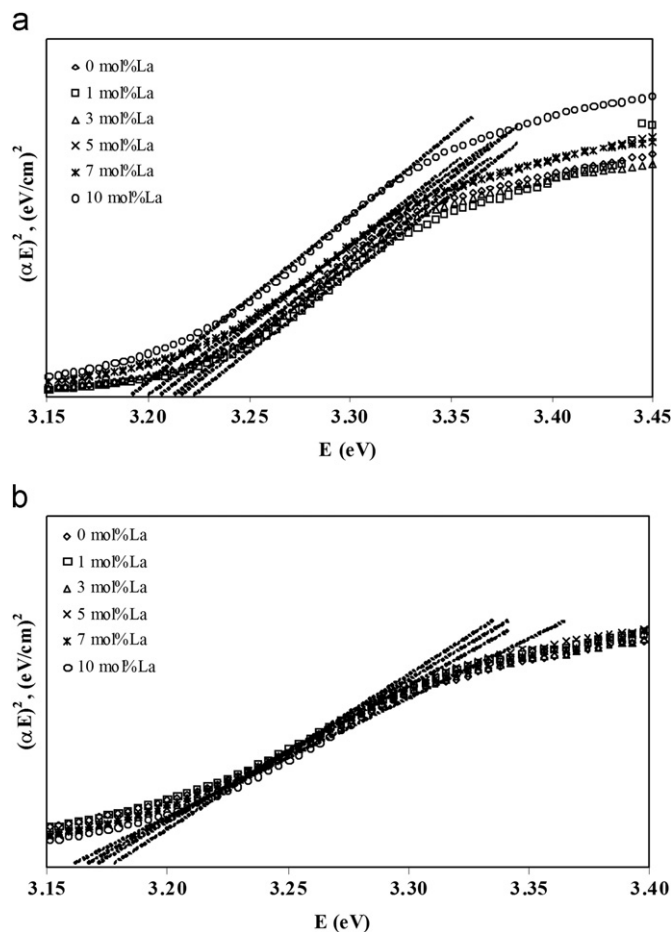 a
0 mol%La
1 mol%La
3 mol%La
5 mol%La
7 mol%La
10 mol%La
(αE)², (eV/cm)²
3.15 3.20 3.25 3.30 3.35 3.40 3.45
E (eV)
b
0 mol%La
1 mol%La
3 mol%La
5 mol%La
7 mol%La
10 mol%La
(αE)², (eV/cm)²
3.15 3.20 3.25 3.30 3.35 3.40
E (eV)